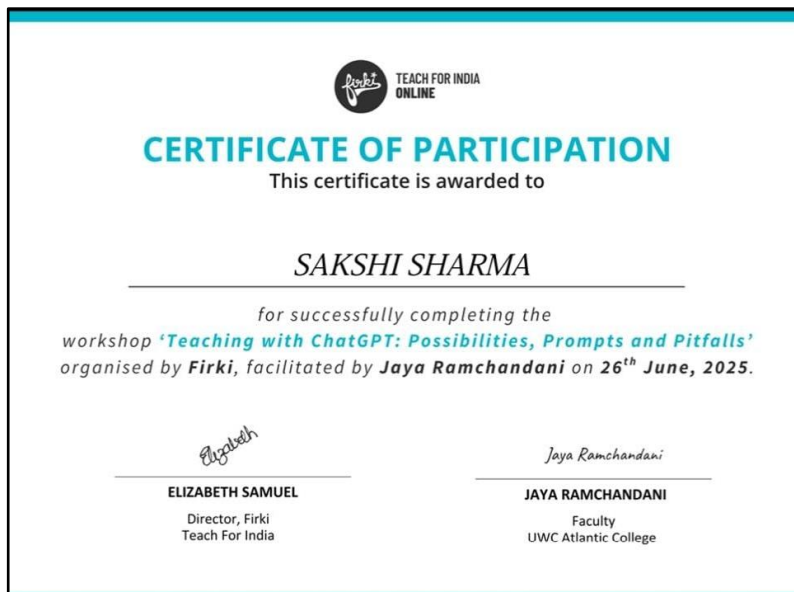 firki
TEACH FOR INDIA
ONLINE
CERTIFICATE OF PARTICIPATION
This certificate is awarded to
SAKSHI SHARMA
for successfully completing the
workshop ‘Teaching with ChatGPT: Possibilities, Prompts and Pitfalls’
organised by Firki, facilitated by Jaya Ramchandani on 26th June, 2025.
Elizabeth
ELIZABETH SAMUEL
Director, Firki
Teach For India
Jaya Ramchandani
JAYA RAMCHANDANI
Faculty
UWC Atlantic College